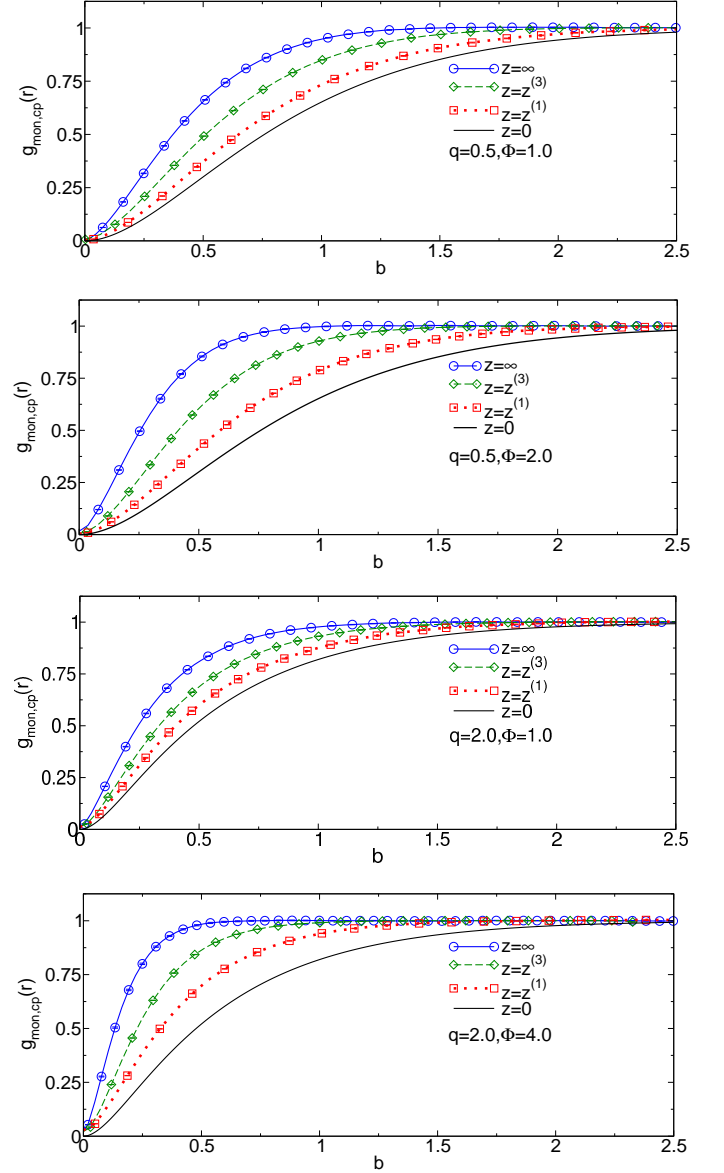 1
0.75
0.5
0.25
0
g_mon,cp(r)
z=∞
z=z^(3)
z=z^(1)
z=0
q=0.5,Φ=1.0
0 0.5 1 1.5 2 2.5
b
1
0.75
0.5
0.25
0
g_mon,cp(r)
z=∞
z=z^(3)
z=z^(1)
z=0
q=0.5,Φ=2.0
0 0.5 1 1.5 2 2.5
b
1
0.75
0.5
0.25
0
g_mon,cp(r)
z=∞
z=z^(3)
z=z^(1)
z=0
q=2.0,Φ=1.0
0 0.5 1 1.5 2 2.5
b
1
0.75
0.5
0.25
0
g_mon,cp(r)
z=∞
z=z^(3)
z=z^(1)
z=0
q=2.0,Φ=4.0
0 0.5 1 1.5 2 2.5
b